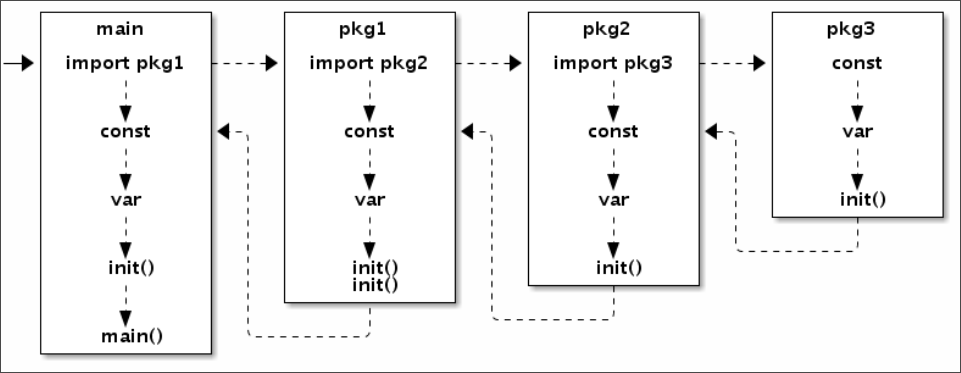 main
import pkg1
const
var
init()
main()
pkg1
import pkg2
const
var
init()
init()
pkg2
import pkg3
const
var
init()
pkg3
const
var
init()